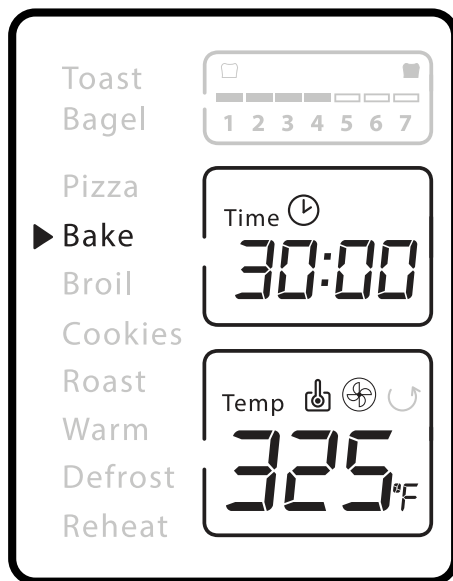 Toast
Bagel
1 2 3 4 5 6 7
Pizza
Bake
Broil
Cookies
Roast
Warm
Defrost
Reheat
Time
30:00
Temp
325°F